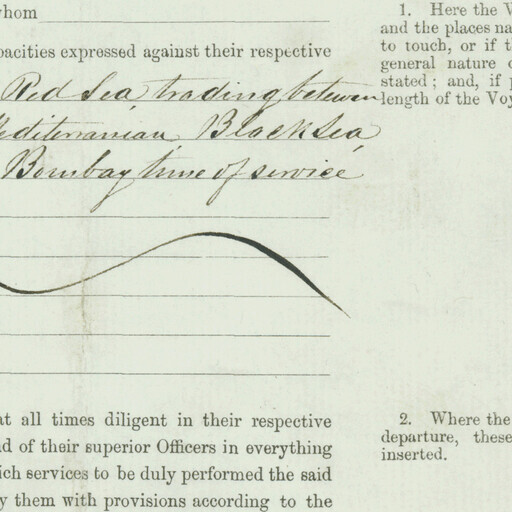 whom
pacities expressed against their respective
Red Sea, trading between
Mediterranian, Black Sea,
Bombay time of service
at all times diligent in their respective
nd of their superior Officers in everything
ich services to be duly performed the said
y them with provisions according to the
1. Here the V
and the places na
to touch, or if t
general nature o
stated; and, if p
length of the Voy
2. Where the
departure, these
inserted.